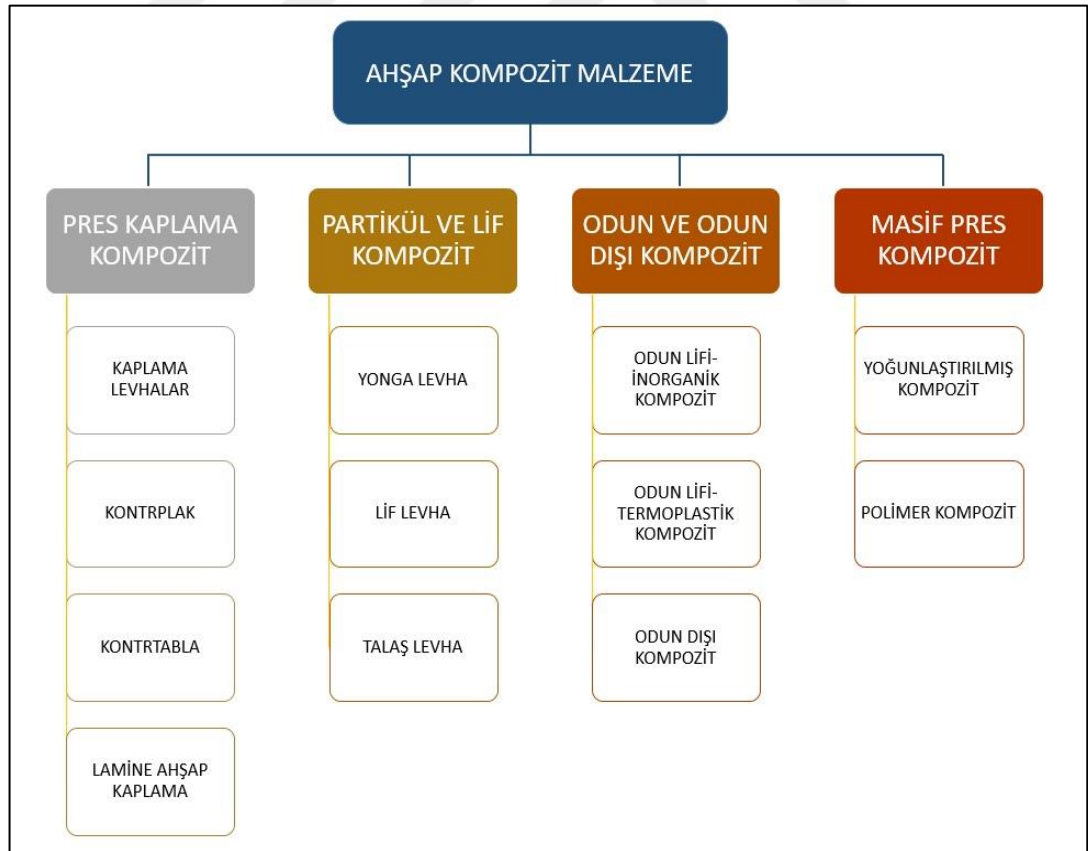 AHŞAP KOMPOZİT MALZEME
PRES KAPLAMA
KOMPOZİT
KAPLAMA
LEVHALAR
KONTRPLAK
KONTRTABLA
LAMİNE AHŞAP
KAPLAMA
PARTİKÜL VE LİF
KOMPOZİT
YONGA LEVHA
LİF LEVHA
TALAŞ LEVHA
ODUN VE ODUN
DIŞI KOMPOZİT
ODUN LİFİ-
İNORGANİK
KOMPOZİT
ODUN LİFİ-
TERMOPLASTİK
KOMPOZİT
ODUN DIŞI
KOMPOZİT
MASİF PRES
KOMPOZİT
YOĞUNLAŞTIRILMIŞ
KOMPOZİT
POLİMER KOMPOZİT